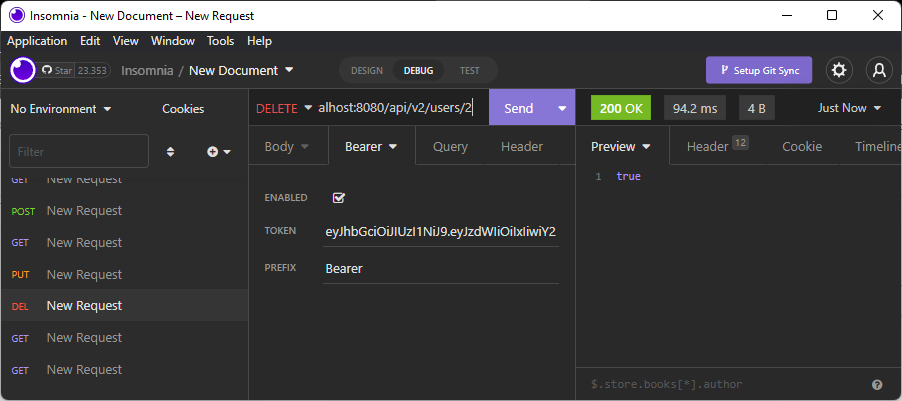 Insomnia - New Document – New Request
Application Edit View Window Tools Help
Star 23.353 Insomnia / New Document DESIGN DEBUG TEST Setup Git Sync
No Environment Cookies DELETE alhost:8080/api/v2/users/2 Send 200 OK 94.2 ms 4 B Just Now
Filter Body Bearer Query Header Preview Header 12 Cookie Timeline
GET New Request
1 true
ENABLED
POST New Request
TOKEN eyJhbGciOiJIUzI1NiJ9.eyJzdWIiOiIxIiwiY2
GET New Request
PREFIX Bearer
PUT New Request
DEL New Request
GET New Request
GET New Request
$.store.books[*].author